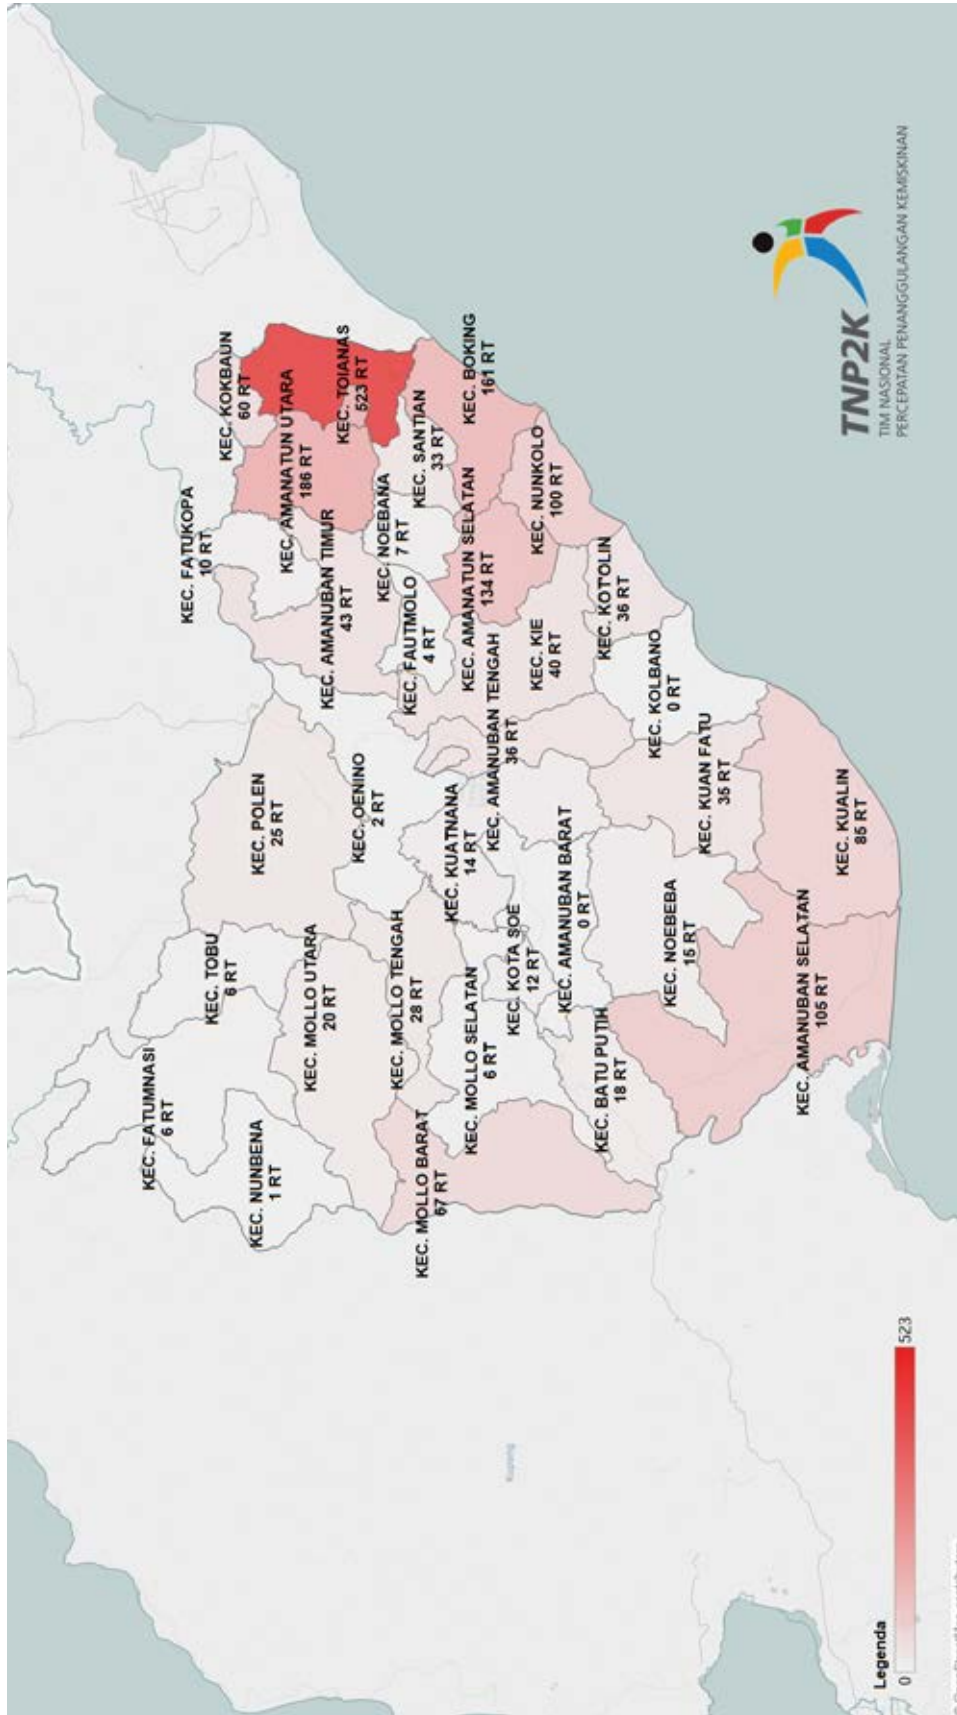 KEC. FATUMNASI
6 RT
KEC. TOBU
6 RT
KEC. NUNBENA
1 RT
KEC. MOLLO UTARA
20 RT
KEC. POLEN
25 RT
KEC. FATUKOPA
10 RT
KEC. KOKBAUN
60 RT
KEC. AMANATUN UTARA
186 RT
KEC. TOIANAS
523 RT
KEC. AMANUBAN TIMUR
43 RT
KEC. OENINO
2 RT
KEC. MOLLO TENGAH
28 RT
KEC. MOLLO BARAT
67 RT
KEC. MOLLO SELATAN
6 RT
KEC. KUATNANA
14 RT
KEC. FAUTMOLO
4 RT
KEC. NOEBANA
7 RT
KEC. SANTIAN
33 RT
KEC. BOKING
161 RT
KEC. AMANATUN SELATAN
134 RT
KEC. AMANUBAN TENGAH
36 RT
KEC. KOTA SOE
12 RT
KEC. AMANUBAN BARAT
0 RT
KEC. KIE
40 RT
KEC. NUNKOLO
100 RT
KEC. KOTOLIN
36 RT
KEC. BATU PUTIH
18 RT
KEC. KOLBANO
0 RT
KEC. NOEBEBA
15 RT
KEC. KUAN FATU
35 RT
KEC. AMANUBAN SELATAN
105 RT
KEC. KUALIN
85 RT
Kupang
Legenda
0
523
TNP2K
TIM NASIONAL
PERCEPATAN PENANGGULANGAN KEMISKINAN